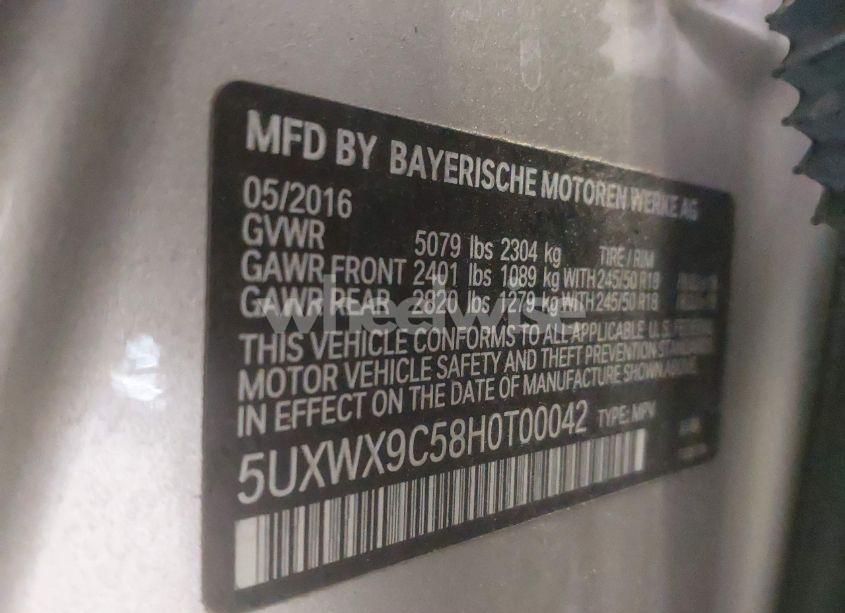 MFD BY BAYERISCHE MOTOREN WERKE AG
05/2016
GVWR 5079 lbs 2304 kg TIRE / RIM
GAWR FRONT 2401 lbs 1089 kg WITH 245/50 R18
GAWR REAR 2820 lbs 1279 kg WITH 245/50 R18
wheelwise
THIS VEHICLE CONFORMS TO ALL APPLICABLE U.S. FEDERAL
MOTOR VEHICLE SAFETY AND THEFT PREVENTION STANDARDS
IN EFFECT ON THE DATE OF MANUFACTURE SHOWN ABOVE.
5UXWX9C58H0T00042 TYPE: MPV